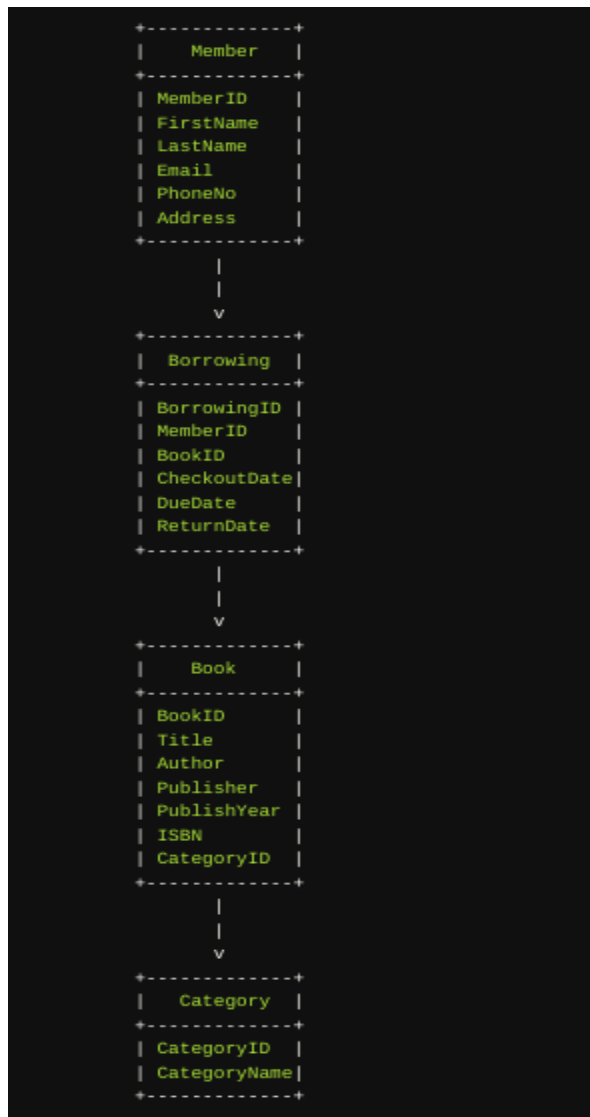 +-------------+
|    Member   |
+-------------+
| MemberID    |
| FirstName   |
| LastName    |
| Email       |
| PhoneNo     |
| Address     |
+-------------+
       |
       |
       v
+-------------+
|  Borrowing  |
+-------------+
| BorrowingID |
| MemberID    |
| BookID      |
| CheckoutDate|
| DueDate     |
| ReturnDate  |
+-------------+
       |
       |
       v
+-------------+
|    Book     |
+-------------+
| BookID      |
| Title       |
| Author      |
| Publisher   |
| PublishYear |
| ISBN        |
| CategoryID  |
+-------------+
       |
       |
       v
+-------------+
|   Category  |
+-------------+
| CategoryID  |
| CategoryName|
+-------------+